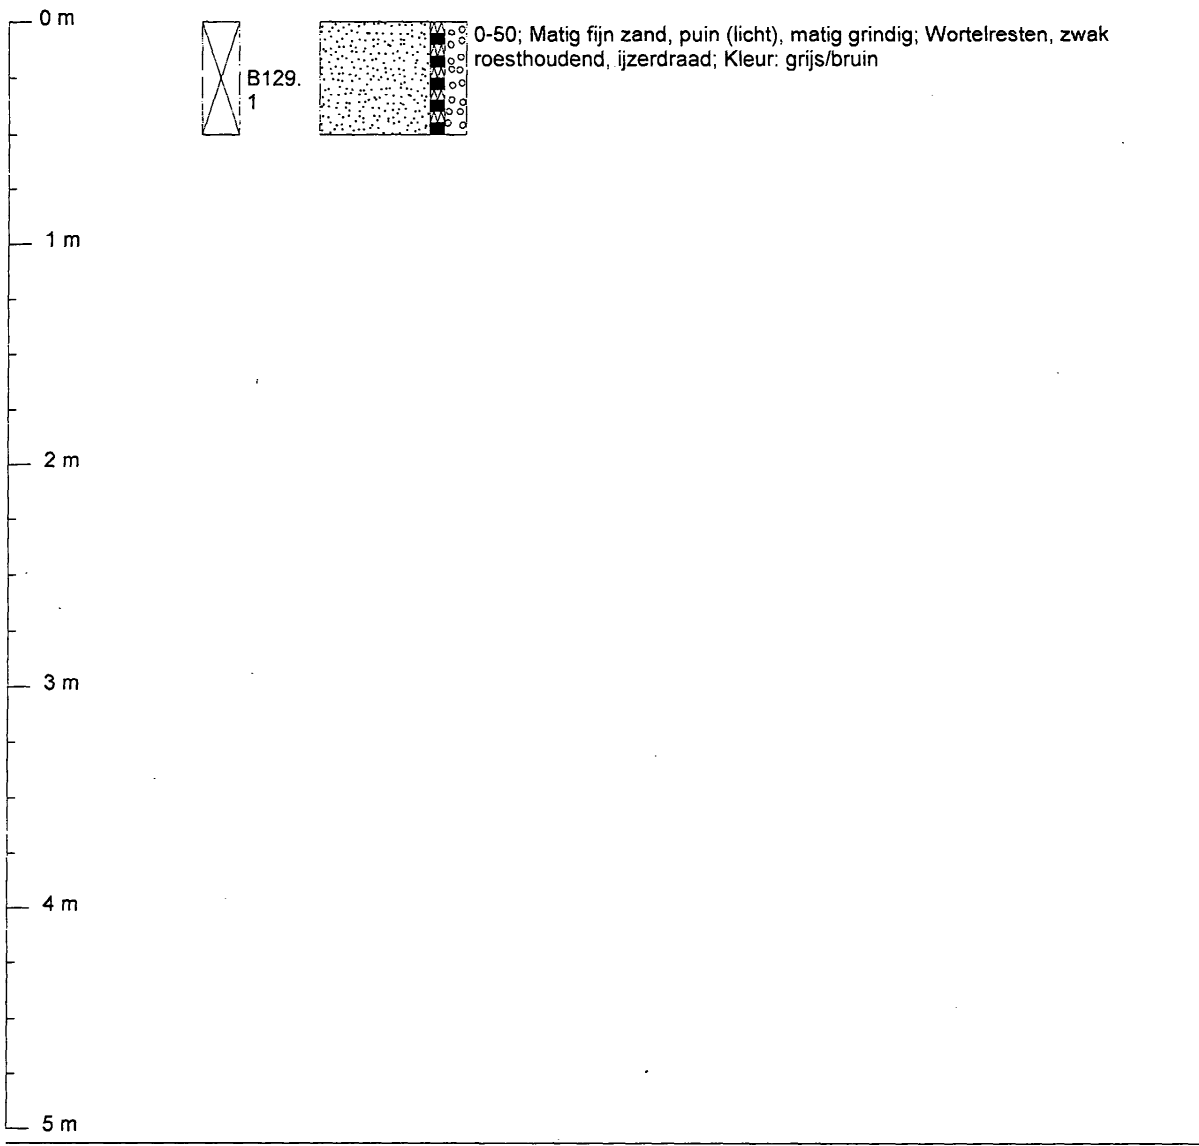 0 m
B129.
1
0-50; Matig fijn zand, puin (licht), matig grindig; Wortelresten, zwak
roesthoudend, ijzerdraad; Kleur: grijs/bruin
1 m
2 m
3 m
4 m
5 m